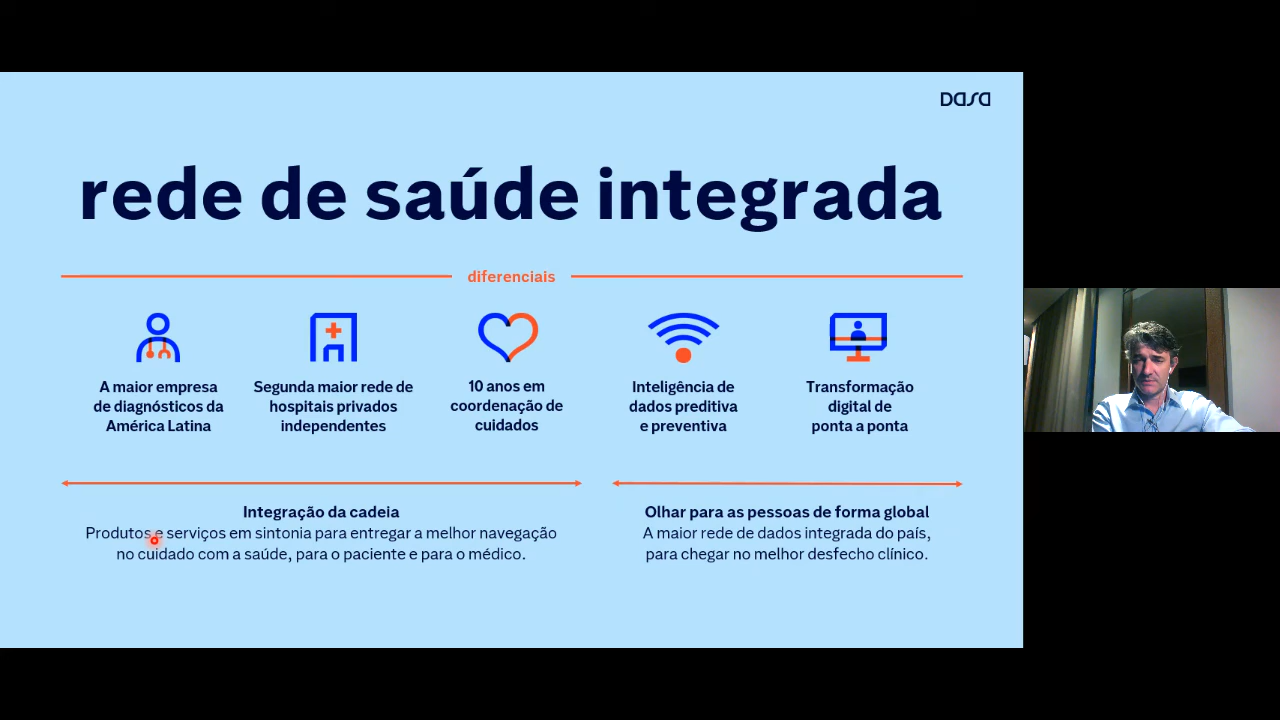 Dasa
rede de saúde integrada
diferenciais
A maior empresa
de diagnósticos da
América Latina
Segunda maior rede de
hospitais privados
independentes
10 anos em
coordenação de
cuidados
Inteligência de
dados preditiva
e preventiva
Transformação
digital de
ponta a ponta
Integração da cadeia
Produtos e serviços em sintonia para entregar a melhor navegação
no cuidado com a saúde, para o paciente e para o médico.
Olhar para as pessoas de forma global
A maior rede de dados integrada do país,
para chegar no melhor desfecho clínico.